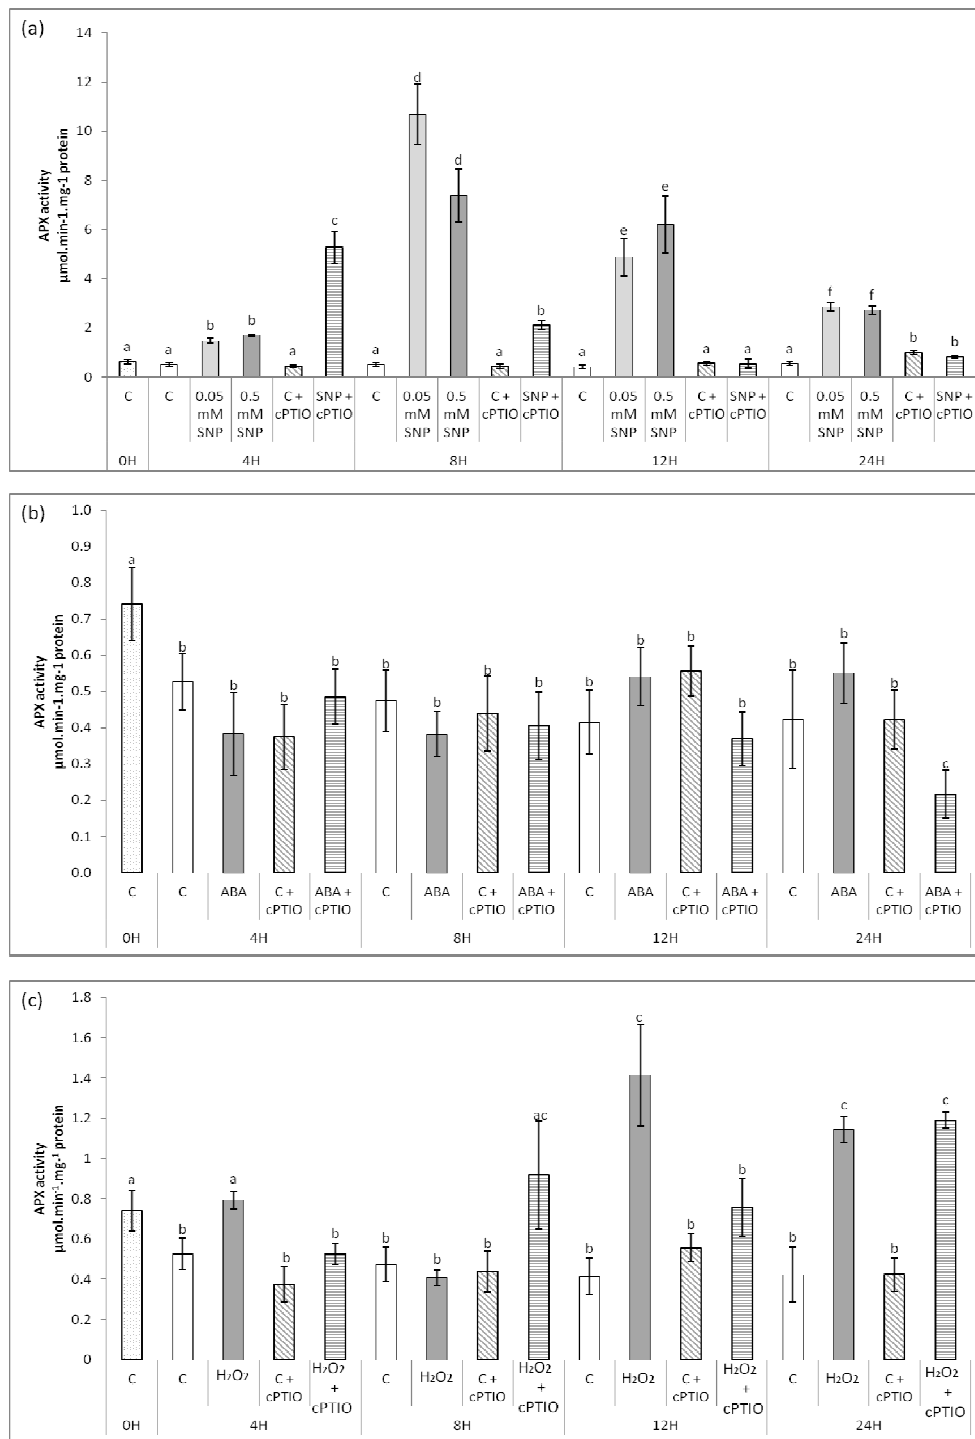 (a)
APX activity
µmol.min-1.mg-1 protein
14
12
10
8
6
4
2
0
a a b b a c a d d a b a e e a a a f f b b
C C 0.05 mM SNP 0.5 mM SNP C + cPTIO SNP + cPTIO C 0.05 mM SNP 0.5 mM SNP C + cPTIO SNP + cPTIO C 0.05 mM SNP 0.5 mM SNP C + cPTIO SNP + cPTIO C 0.05 mM SNP 0.5 mM SNP C + cPTIO SNP + cPTIO
0H 4H 8H 12H 24H
(b)
APX activity
µmol.min-1.mg-1 protein
1.0
0.9
0.8
0.7
0.6
0.5
0.4
0.3
0.2
0.1
0.0
a b b b b b b b b b b b b b b b c
C C ABA C + cPTIO ABA + cPTIO C ABA C + cPTIO ABA + cPTIO C ABA C + cPTIO ABA + cPTIO C ABA C + cPTIO ABA + cPTIO
0H 4H 8H 12H 24H
(c)
APX activity
µmol.min⁻¹.mg-¹ protein
1.8
1.6
1.4
1.2
1
0.8
0.6
0.4
0.2
0
a b a b b b b b ac b c b b b c b c
C C H₂O₂ C + cPTIO H₂O₂ + cPTIO C H₂O₂ C + cPTIO H₂O₂ + cPTIO C H₂O₂ C + cPTIO H₂O₂ + cPTIO C H₂O₂ C + cPTIO H₂O₂ + cPTIO
0H 4H 8H 12H 24H